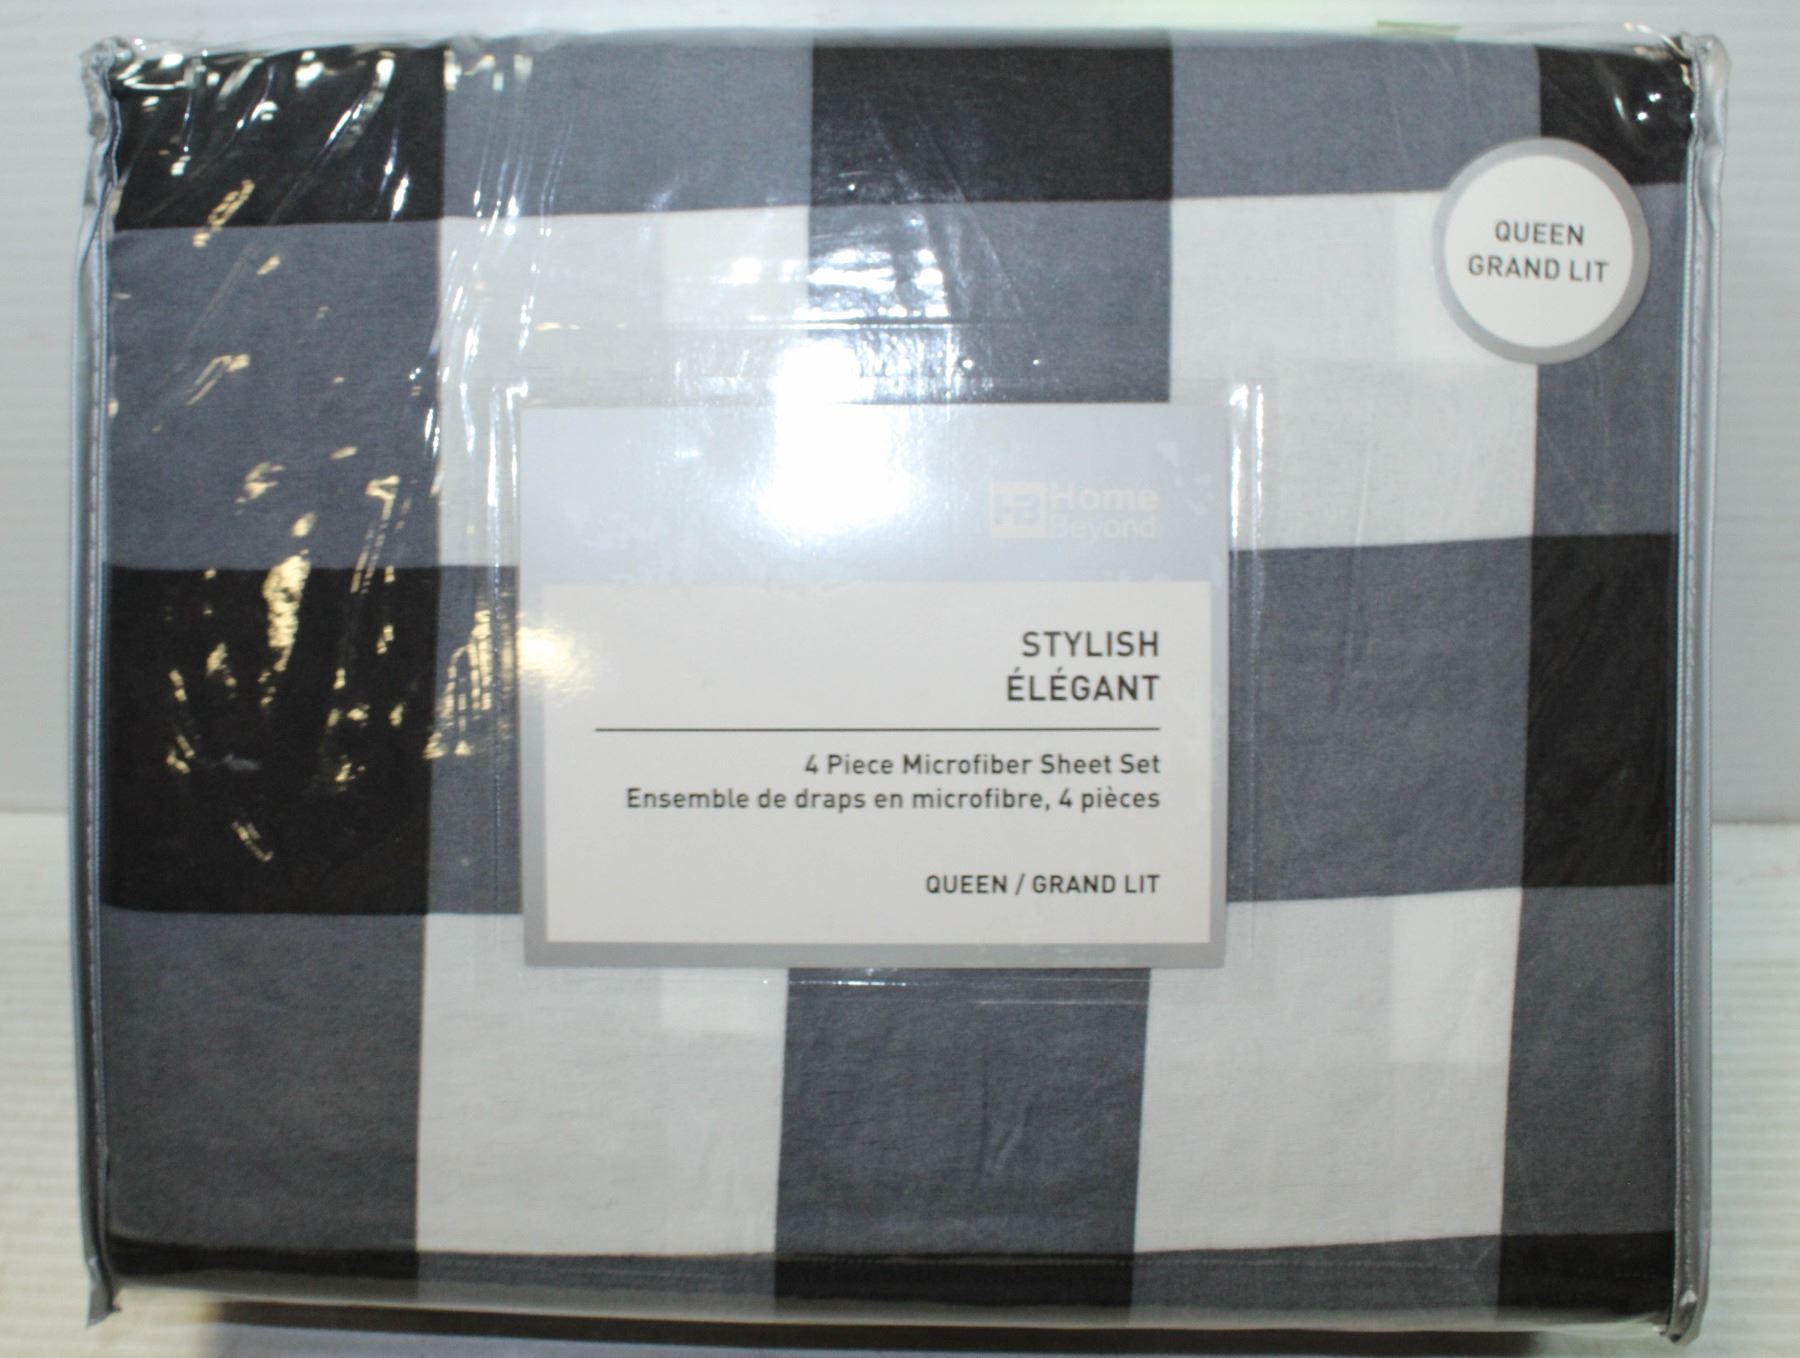 QUEEN
GRAND LIT
HB Home
Beyond
STYLISH
ÉLÉGANT
4 Piece Microfiber Sheet Set
Ensemble de draps en microfibre, 4 pièces
QUEEN / GRAND LIT